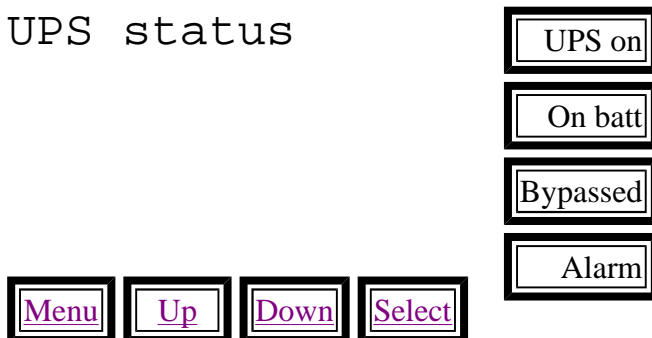 UPS status
UPS on
On batt
Bypassed
Alarm
Menu Up Down Select